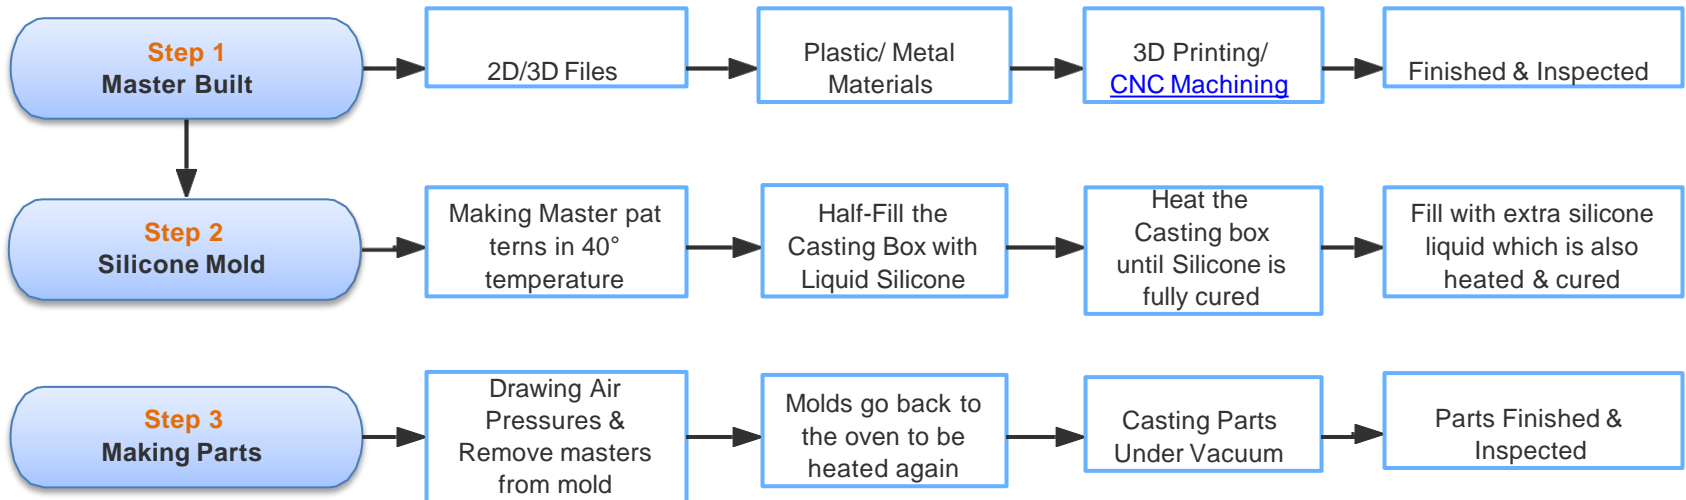 Step 1
Master Built
2D/3D Files
Plastic/ Metal
Materials
3D Printing/
CNC Machining
Finished & Inspected
Step 2
Silicone Mold
Making Master pat
terns in 40°
temperature
Half-Fill the
Casting Box with
Liquid Silicone
Heat the
Casting box
until Silicone is
fully cured
Fill with extra silicone
liquid which is also
heated & cured
Step 3
Making Parts
Drawing Air
Pressures &
Remove masters
from mold
Molds go back to
the oven to be
heated again
Casting Parts
Under Vacuum
Parts Finished &
Inspected